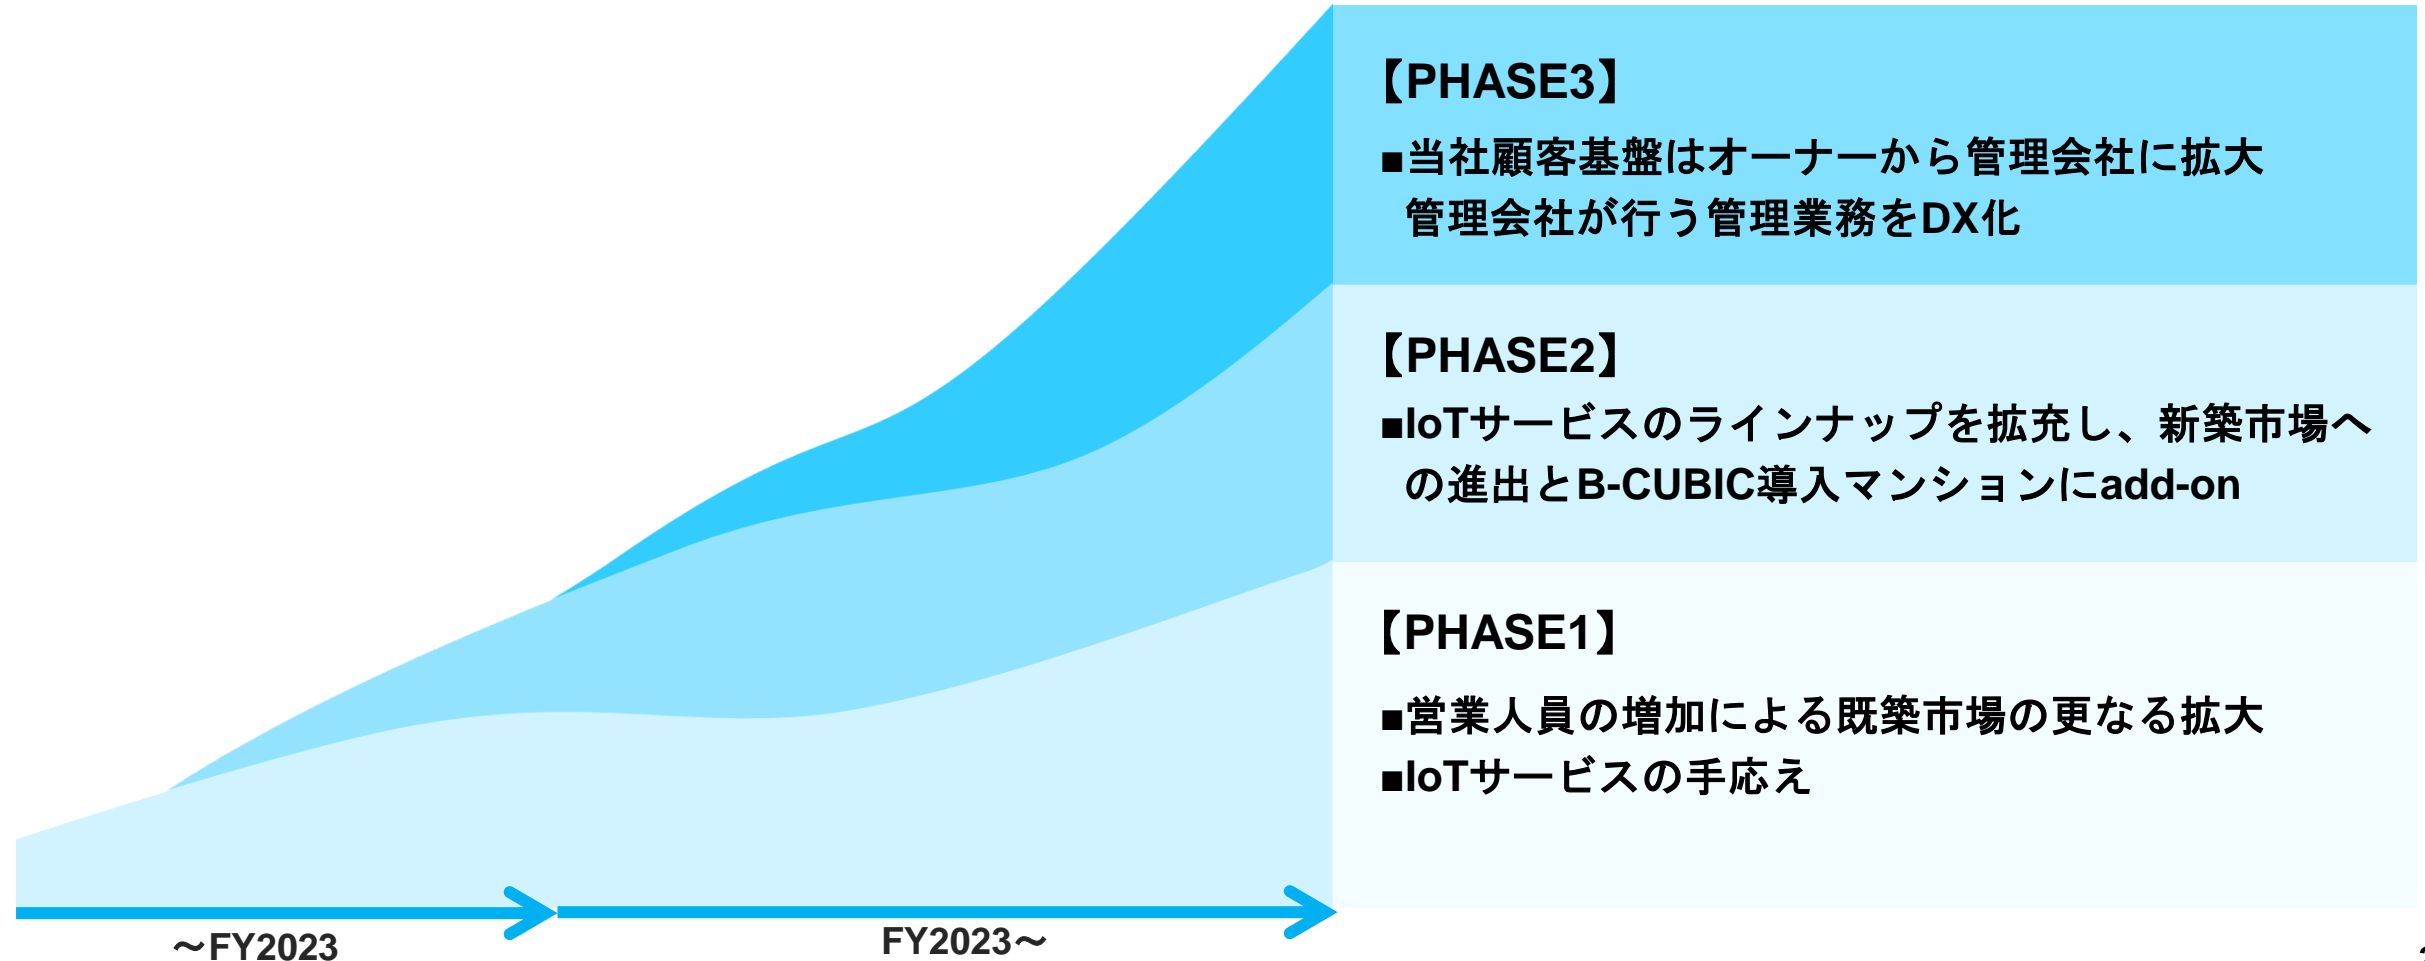 【PHASE3】
■当社顧客基盤はオーナーから管理会社に拡大
管理会社が行う管理業務をDX化
【PHASE2】
■IoTサービスのラインナップを拡充し、新築市場へ
の進出とB-CUBIC導入マンションにadd-on
【PHASE1】
■営業人員の増加による既築市場の更なる拡大
■IoTサービスの手応え
～FY2023
FY2023～